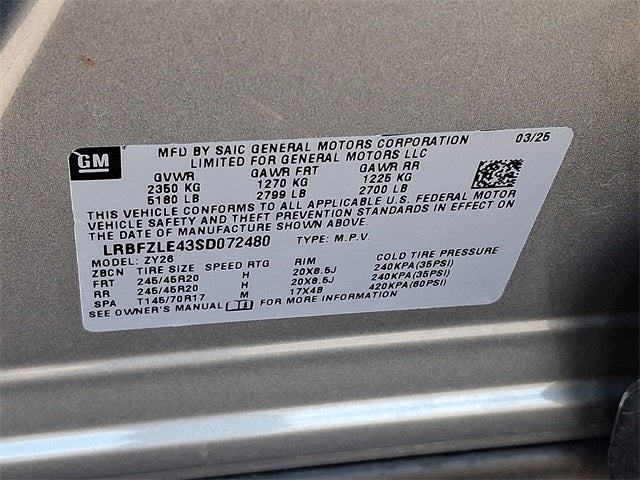 GM
MFD BY SAIC GENERAL MOTORS CORPORATION 03/25
LIMITED FOR GENERAL MOTORS LLC
GVWR GAWR FRT GAWR RR
2350 KG 1270 KG 1225 KG
5180 LB 2799 LB 2700 LB
THIS VEHICLE CONFORMS TO ALL APPLICABLE U.S. FEDERAL MOTOR
VEHICLE SAFETY AND THEFT PREVENTION STANDARDS IN EFFECT ON
THE DATE OF MANUFACTURE SHOWN ABOVE.
LRBFZLE43SD072480 TYPE: M.P.V.
MODEL: ZY26
ZBCN TIRE SIZE SPEED RTG RIM COLD TIRE PRESSURE
FRT 245/45R20 H 20X8.5J 240KPA(35PSI)
RR 245/45R20 H 20X8.5J 240KPA(35PSI)
SPA T145/70R17 M 17X4B 420KPA(60PSI)
SEE OWNER'S MANUAL FOR MORE INFORMATION